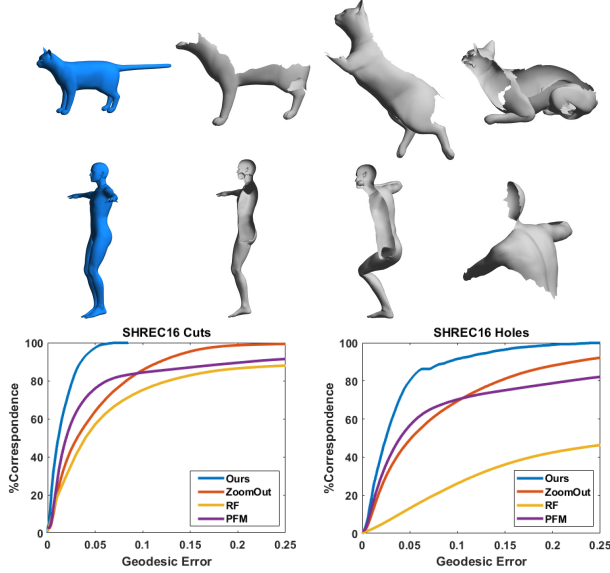 SHREC16 Cuts
100
80
60
40
20
0
%Correspondence
0
0.05
0.1
0.15
0.2
0.25
Geodesic Error
Ours
ZoomOut
RF
PFM
SHREC16 Holes
100
80
60
40
20
0
%Correspondence
0
0.05
0.1
0.15
0.2
0.25
Geodesic Error
Ours
ZoomOut
RF
PFM